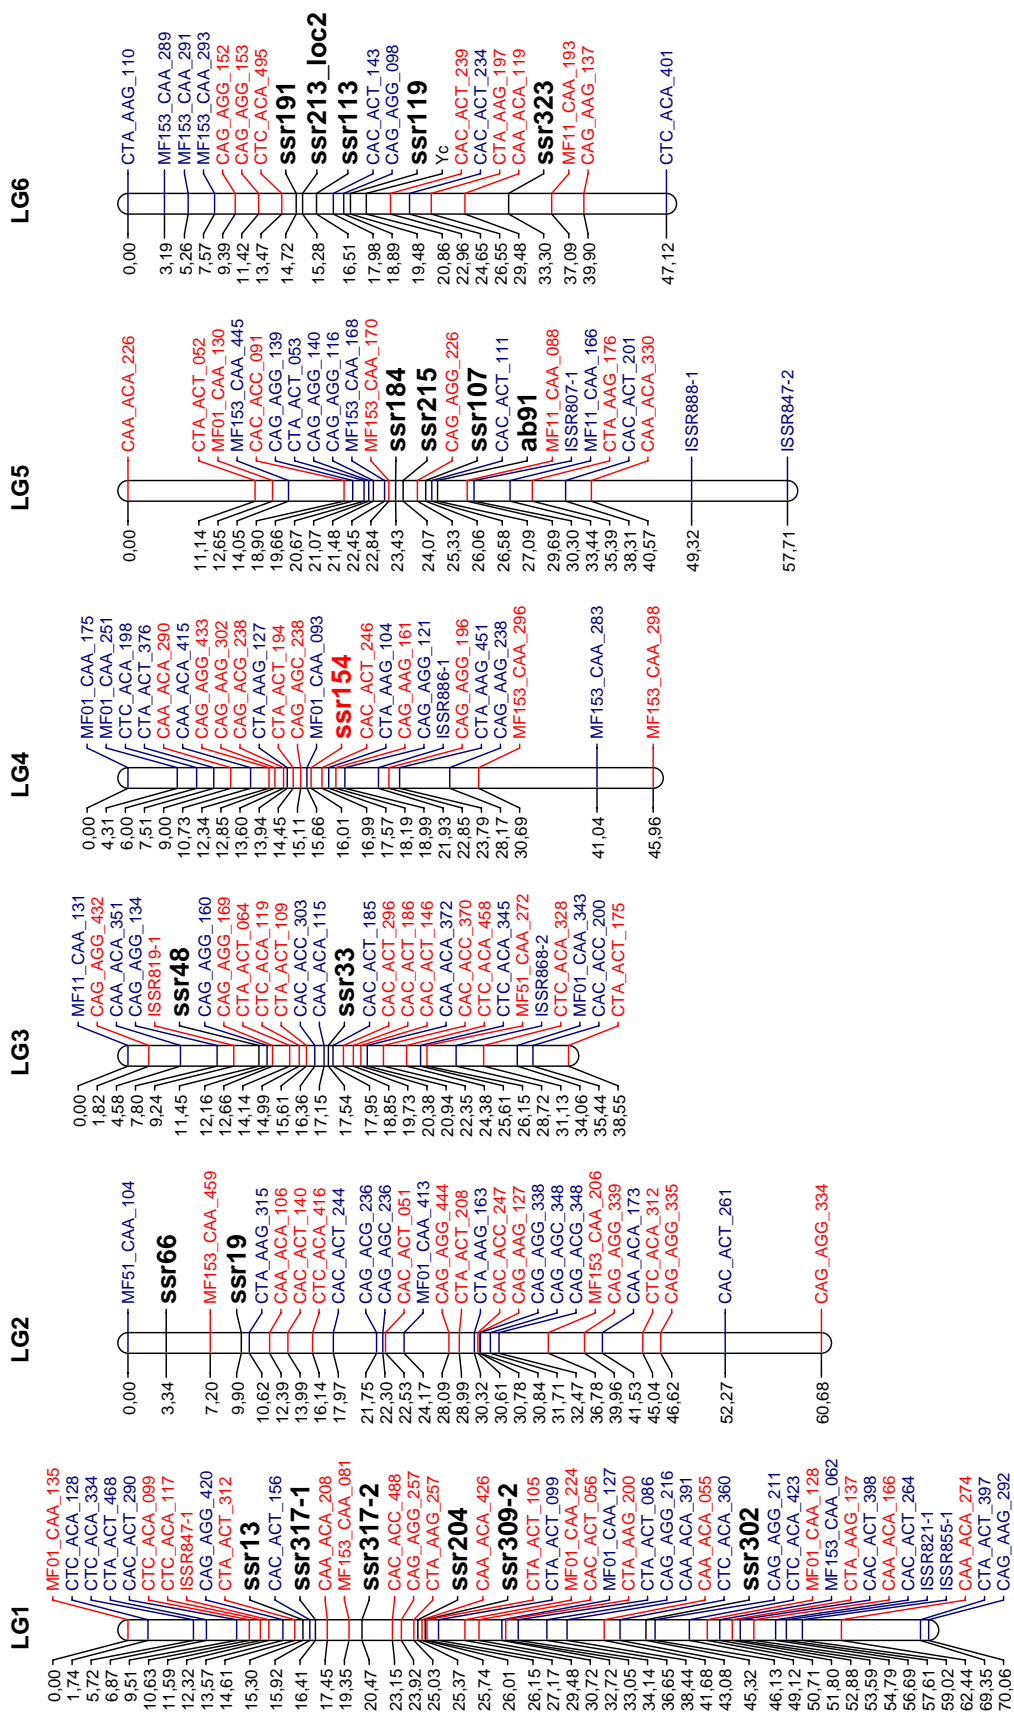 LG1
0,00 MF01_CAA_135
1,74 CTC_ACA_128
5,72 CTC_ACA_334
6,87 CTA_ACT_468
9,51 CAG_ACT_290
10,63 CTC_ACA_099
11,59 CTC_ACA_117
12,32 ISSR847-1
13,57 CAG_AGG_420
14,61 CTA_ACT_312
15,30 ssr13
15,92 CAC_ACT_156
16,41 ssr317-1
17,45 CAA_ACA_208
19,35 MF153_CAA_081
20,47 ssr317-2
23,15 CAC_ACC_488
23,92 CAG_AGG_257
25,03 CTA_AAG_257
25,37 ssr204
25,74 CAA_ACA_426
26,01 ssr309-2
26,15 CTA_ACT_105
27,17 CTA_ACT_099
29,48 MF01_CAA_224
30,72 CAC_ACT_056
32,72 MF01_CAA_127
33,05 CTA_AAG_200
34,14 CTA_ACT_086
36,65 CAG_AGG_216
38,44 CAA_ACA_391
41,68 CAA_ACA_055
43,08 CAC_ACA_360
45,32 ssr302
46,13 CAG_AGG_211
49,12 CTC_ACA_423
50,71 MF01_CAA_128
51,80 MF153_CAA_062
52,88 CTA_AAG_137
53,59 CAC_ACT_398
54,79 CAA_ACA_166
56,69 CAC_ACT_264
57,61 ISSR821-1
59,02 ISSR855-1
62,44 CAA_ACA_274
69,35 CTA_ACT_397
70,06 CAG_AAG_292
LG2
0,00 MF51_CAA_104
3,34 ssr66
7,20 MF153_CAA_459
9,90 ssr19
10,62 CTA_AAG_315
12,39 CAA_ACA_106
13,99 CAC_ACT_140
16,14 CTC_ACA_416
17,97 CAC_ACT_244
21,75 CAG_ACG_236
22,30 CAG_AGC_236
22,53 CAC_ACT_051
24,17 MF01_CAA_413
28,09 CAG_AGG_444
28,99 CTA_ACT_208
30,32 CTA_AAG_163
30,61 CAC_ACC_247
30,78 CAG_AAG_127
30,84 CAG_AGG_338
31,71 CAG_AGC_348
32,47 CAG_ACG_348
36,78 MF153_CAA_206
39,96 CAG_AGG_339
41,53 CAA_ACA_173
45,04 CTC_ACA_312
46,62 CAG_AGG_335
52,27 CAC_ACT_261
60,68 CAG_AGG_334
LG3
0,00 MF11_CAA_131
1,82 CAG_AGG_432
4,58 CAA_ACA_351
7,80 CAG_AGG_134
9,24 ISSR819-1
11,45 ssr48
12,16 CAG_AGG_160
12,66 CAG_AGG_169
14,14 CTA_ACT_064
14,99 CTC_ACA_119
15,61 CTA_ACT_109
16,36 CAC_ACC_303
17,15 CAA_ACA_115
17,54 ssr33
17,95 CAC_ACT_185
18,85 CAC_ACT_296
19,73 CAC_ACT_186
20,38 CAC_ACT_146
20,94 CAA_ACA_372
22,35 CAC_ACC_370
24,38 CTC_ACA_458
25,61 CTC_ACA_345
26,15 MF51_CAA_272
28,72 ISSR868-2
31,13 CTC_ACA_328
34,06 MF01_CAA_343
35,44 CAC_ACC_200
38,55 CTA_ACT_175
LG4
0,00 MF01_CAA_175
4,31 MF01_CAA_251
6,00 CTC_ACA_198
7,51 CTA_ACT_376
9,00 CAA_ACA_290
10,73 CAA_ACA_415
12,34 CAG_AGG_433
12,85 CAG_AAG_302
13,60 CAG_ACG_238
13,94 CTA_AAG_127
14,45 CTA_ACT_194
15,11 CAG_AGC_238
15,66 MF01_CAA_093
16,01 ssr154
16,99 CAC_ACT_246
17,57 CTA_AAG_104
18,19 CAG_AAG_161
18,99 CAG_AGG_121
21,93 ISSR886-1
22,85 CAG_AGG_196
23,79 CTA_AAG_451
28,17 CAG_AAG_238
30,69 MF153_CAA_296
41,04 MF153_CAA_283
45,96 MF153_CAA_298
LG5
0,00 CAA_ACA_226
11,14 CTA_ACT_052
12,65 MF01_CAA_130
14,05 MF153_CAA_445
18,90 CAC_ACC_091
19,66 CAG_AGG_139
20,67 CTA_ACT_053
21,07 CAG_AGG_140
21,48 CAG_AGG_116
22,45 MF153_CAA_168
22,84 MF153_CAA_170
23,43 ssr184
24,07 ssr215
25,33 CAG_AGG_226
26,06 ssr107
26,58 CAC_ACT_111
27,09 ab91
29,69 MF11_CAA_088
30,30 ISSR807-1
33,44 MF11_CAA_166
35,39 CTA_AAG_176
38,31 CAC_ACT_201
40,57 CAA_ACA_330
49,32 ISSR888-1
57,71 ISSR847-2
LG6
0,00 CTA_AAG_110
3,19 MF153_CAA_289
5,26 MF153_CAA_291
7,57 MF153_CAA_293
9,39 CAG_AGG_152
11,42 CAG_AGG_153
13,47 CTC_ACA_495
14,72 ssr191
15,28 ssr213_loc2
16,51 ssr113
17,98 CAC_ACT_143
18,89 CAG_AGG_098
19,48 ssr119
20,86 Yc
22,96 CAC_ACT_239
24,65 CAC_ACT_234
26,55 CTA_AAG_197
29,48 CAA_ACA_119
33,30 ssr323
37,09 MF11_CAA_193
39,90 CAG_AAG_137
47,12 CTC_ACA_401